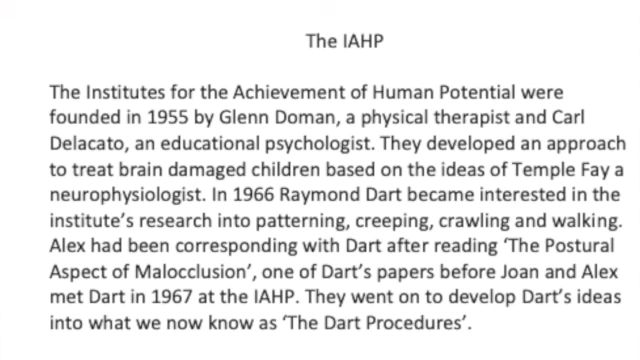 The IAHP
The Institutes for the Achievement of Human Potential were
founded in 1955 by Glenn Doman, a physical therapist and Carl
Delacato, an educational psychologist. They developed an approach
to treat brain damaged children based on the ideas of Temple Fay a
neurophysiologist. In 1966 Raymond Dart became interested in the
institute's research into patterning, creeping, crawling and walking.
Alex had been corresponding with Dart after reading 'The Postural
Aspect of Malocclusion', one of Dart's papers before Joan and Alex
met Dart in 1967 at the IAHP. They went on to develop Dart's ideas
into what we now know as 'The Dart Procedures'.